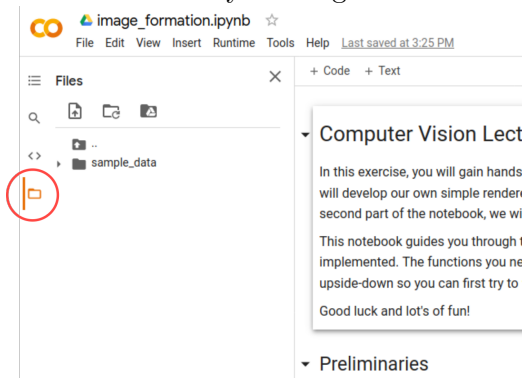 image_formation.ipynb
File Edit View Insert Runtime Tools Help Last saved at 3:25 PM
Files
+ Code + Text
..
sample_data
Computer Vision Lect
In this exercise, you will gain hands
will develop our own simple rendere
second part of the notebook, we wi
This notebook guides you through t
implemented. The functions you ne
upside-down so you can first try to
Good luck and lot's of fun!
Preliminaries